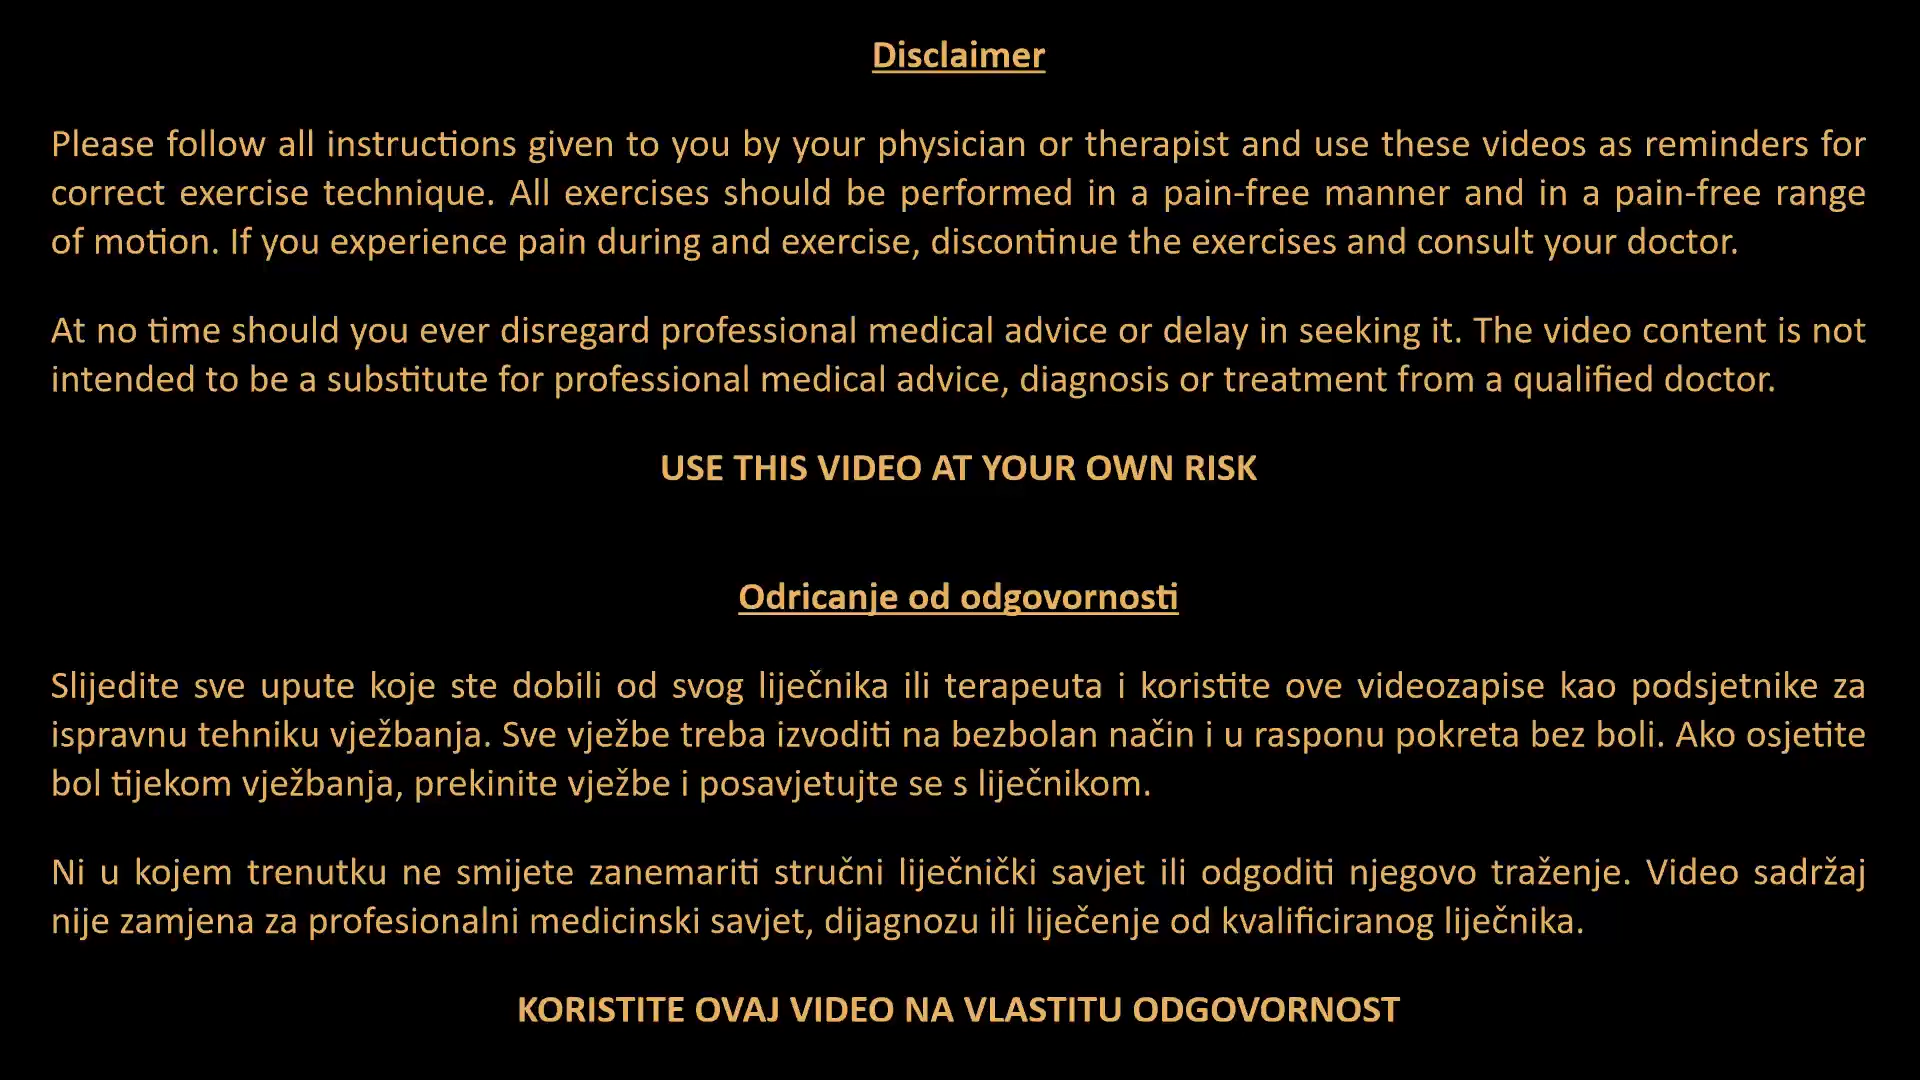 Disclaimer
Please follow all instructions given to you by your physician or therapist and use these videos as reminders for
correct exercise technique. All exercises should be performed in a pain-free manner and in a pain-free range
of motion. If you experience pain during and exercise, discontinue the exercises and consult your doctor.
At no time should you ever disregard professional medical advice or delay in seeking it. The video content is not
intended to be a substitute for professional medical advice, diagnosis or treatment from a qualified doctor.
USE THIS VIDEO AT YOUR OWN RISK
Odricanje od odgovornosti
Slijedite sve upute koje ste dobili od svog liječnika ili terapeuta i koristite ove videozapise kao podsjetnike za
ispravnu tehniku vježbanja. Sve vježbe treba izvoditi na bezbolan način i u rasponu pokreta bez boli. Ako osjetite
bol tijekom vježbanja, prekinite vježbe i posavjetujte se s liječnikom.
Ni u kojem trenutku ne smijete zanemariti stručni liječnički savjet ili odgoditi njegovo traženje. Video sadržaj
nije zamjena za profesionalni medicinski savjet, dijagnozu ili liječenje od kvalificiranog liječnika.
KORISTITE OVAJ VIDEO NA VLASTITU ODGOVORNOST